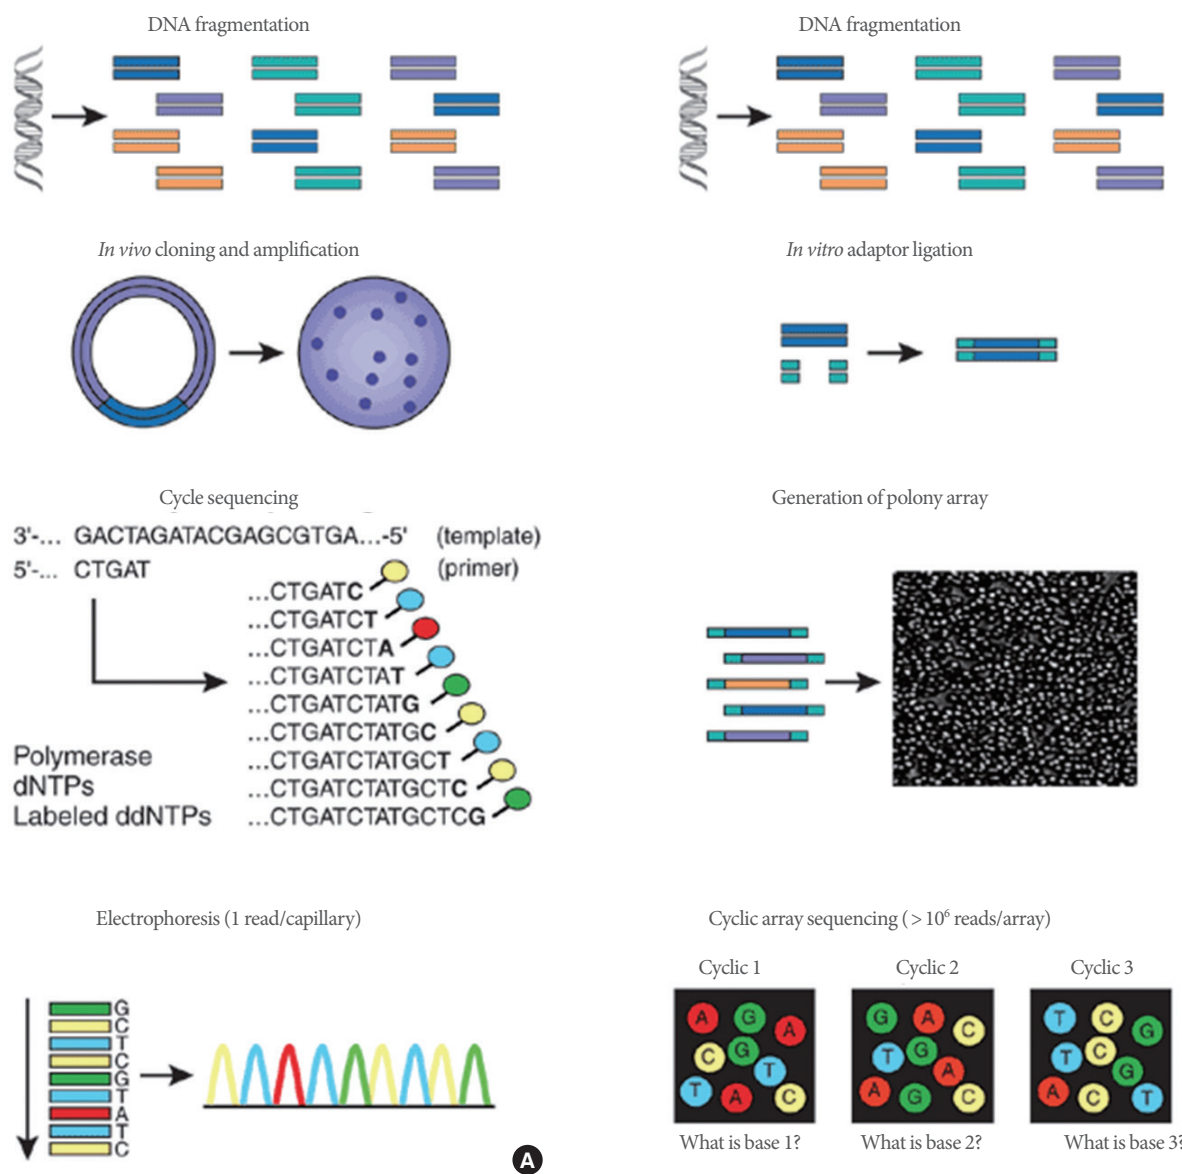 DNA fragmentation
In vivo cloning and amplification
Cycle sequencing
3'-... GACTAGATACGAGCGTGA...-5' (template)
5'-... CTGAT (primer)
...CTGATC
...CTGATCT
...CTGATCTA
...CTGATCTAT
...CTGATCTATG
...CTGATCTATGC
...CTGATCTATGCT
...CTGATCTATGCTC
...CTGATCTATGCTCG
Polymerase
dNTPs
Labeled ddNTPs
Electrophoresis (1 read/capillary)
G
C
T
C
G
T
A
T
C
A
DNA fragmentation
In vitro adaptor ligation
Generation of polony array
Cyclic array sequencing (>10⁶ reads/array)
Cyclic 1
A G A
C G T
T A C
What is base 1?
Cyclic 2
G A C
T G A
A G C
What is base 2?
Cyclic 3
T C G
T C G
A C T
What is base 3?